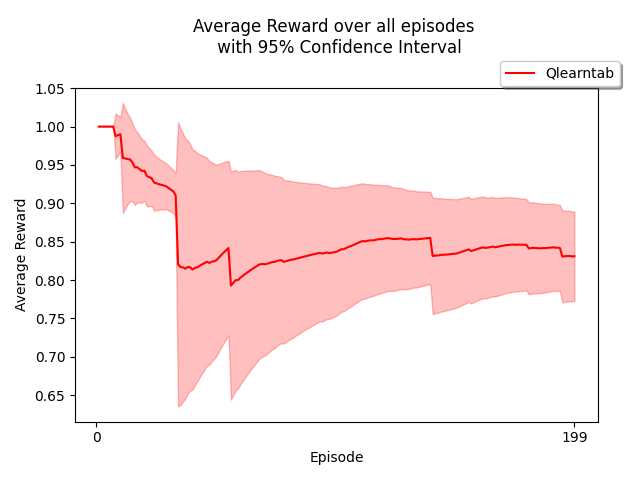 Average Reward over all episodes
with 95% Confidence Interval
Qlearntab
1.05
1.00
0.95
0.90
0.85
0.80
0.75
0.70
0.65
Average Reward
0
199
Episode